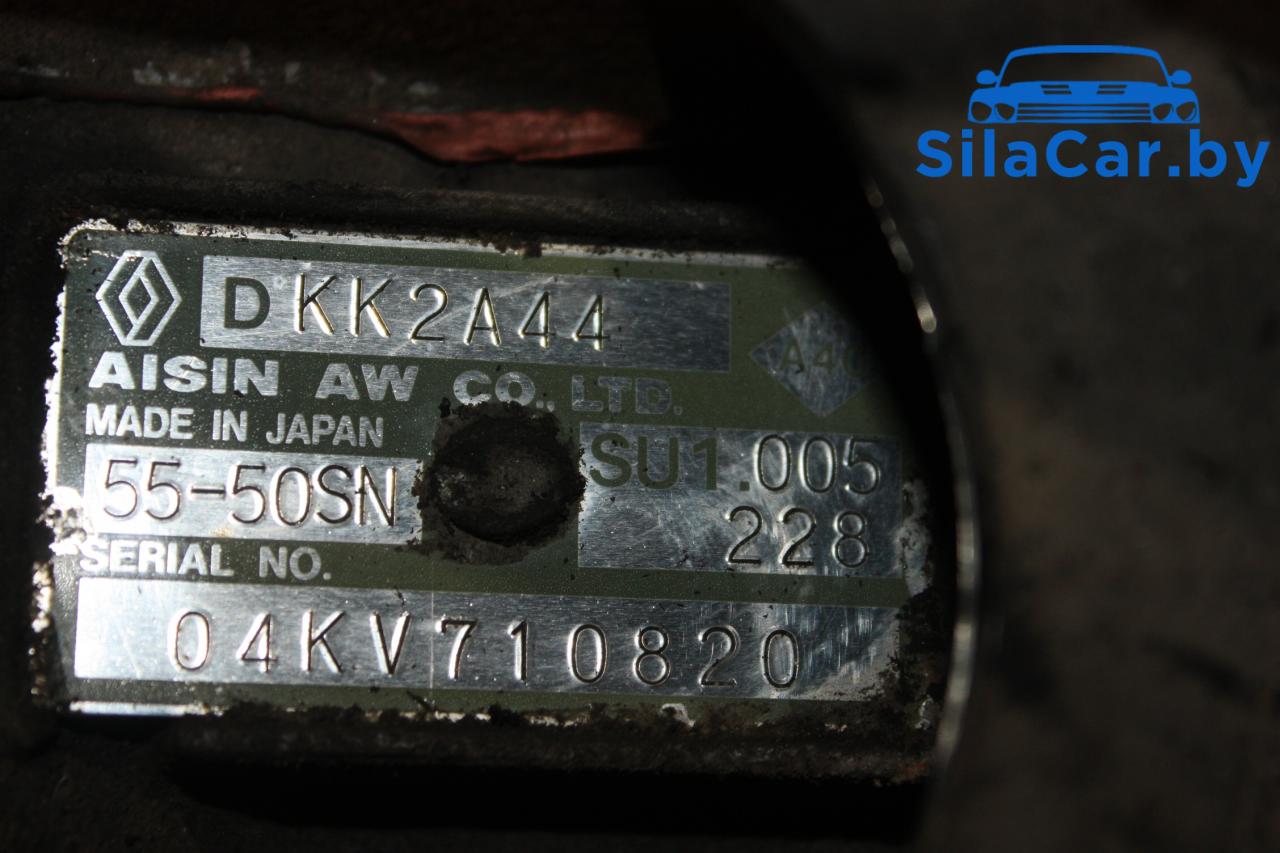 SilaCar.by
DKK2A44
AISIN AW CO., LTD.
MADE IN JAPAN
55-50SN
SU1.005
228
SERIAL NO.
04KV710820